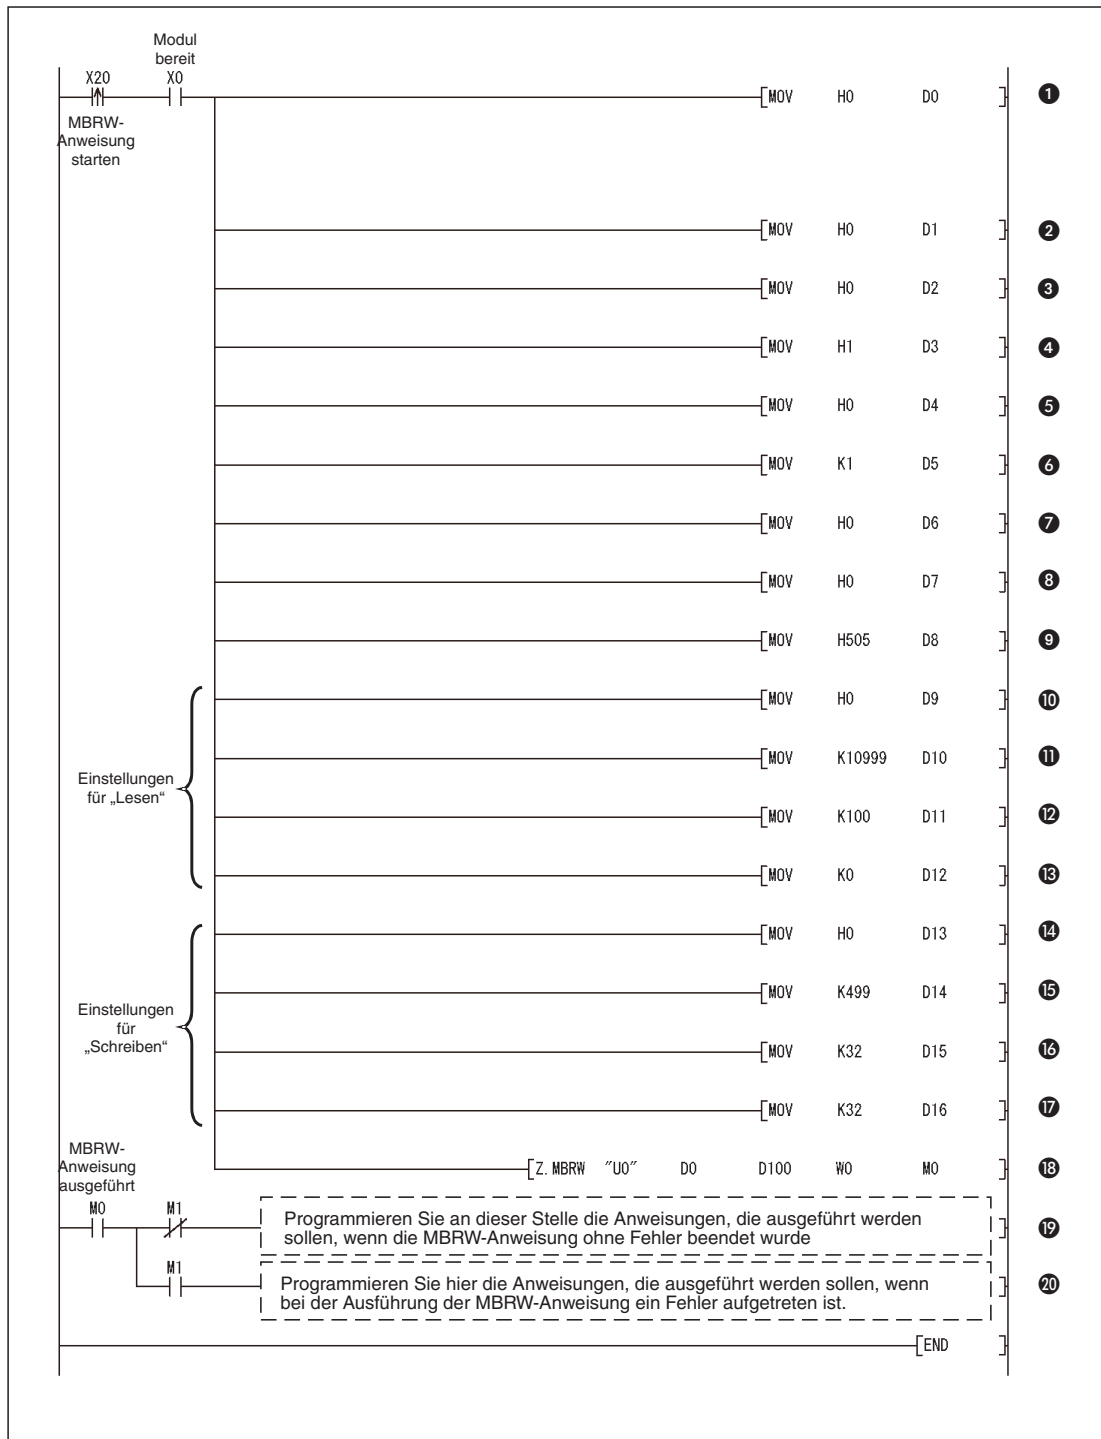 Modul
bereit
X20 X0
MBRW-
Anweisung
starten
[MOV H0 D0 ] 1
[MOV H0 D1 ] 2
[MOV H0 D2 ] 3
[MOV H1 D3 ] 4
[MOV H0 D4 ] 5
[MOV K1 D5 ] 6
[MOV H0 D6 ] 7
[MOV H0 D7 ] 8
[MOV H505 D8 ] 9
Einstellungen
für „Lesen“
[MOV H0 D9 ] 10
[MOV K10999 D10 ] 11
[MOV K100 D11 ] 12
[MOV K0 D12 ] 13
Einstellungen
für
„Schreiben“
[MOV H0 D13 ] 14
[MOV K499 D14 ] 15
[MOV K32 D15 ] 16
[MOV K32 D16 ] 17
[Z.MBRW "U0" D0 D100 W0 M0 ] 18
MBRW-
Anweisung
ausgeführt
M0 M1
Programmieren Sie an dieser Stelle die Anweisungen, die ausgeführt werden
sollen, wenn die MBRW-Anweisung ohne Fehler beendet wurde
] 19
M1
Programmieren Sie hier die Anweisungen, die ausgeführt werden sollen, wenn
bei der Ausführung der MBRW-Anweisung ein Fehler aufgetreten ist.
] 20
[END ]